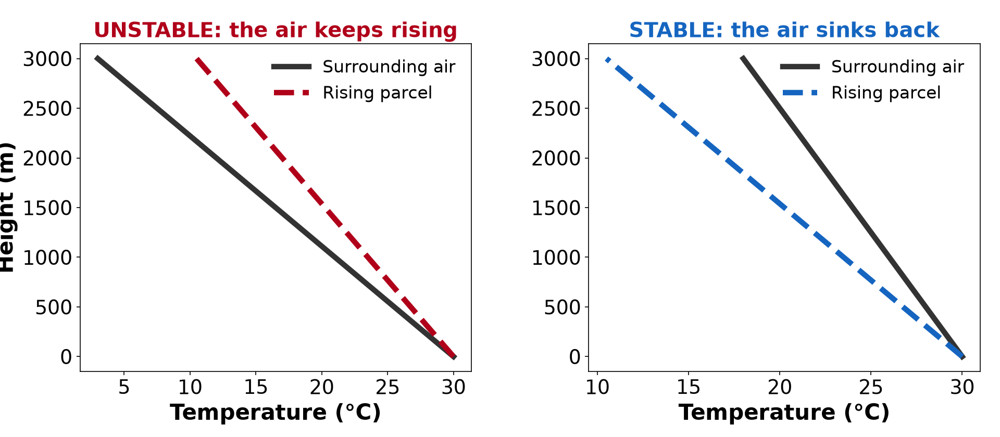 UNSTABLE: the air keeps rising
Height (m)
3000
2500
2000
1500
1000
500
0
Surrounding air
Rising parcel
5 10 15 20 25 30
Temperature (°C)
STABLE: the air sinks back
3000
2500
2000
1500
1000
500
0
Surrounding air
Rising parcel
10 15 20 25 30
Temperature (°C)